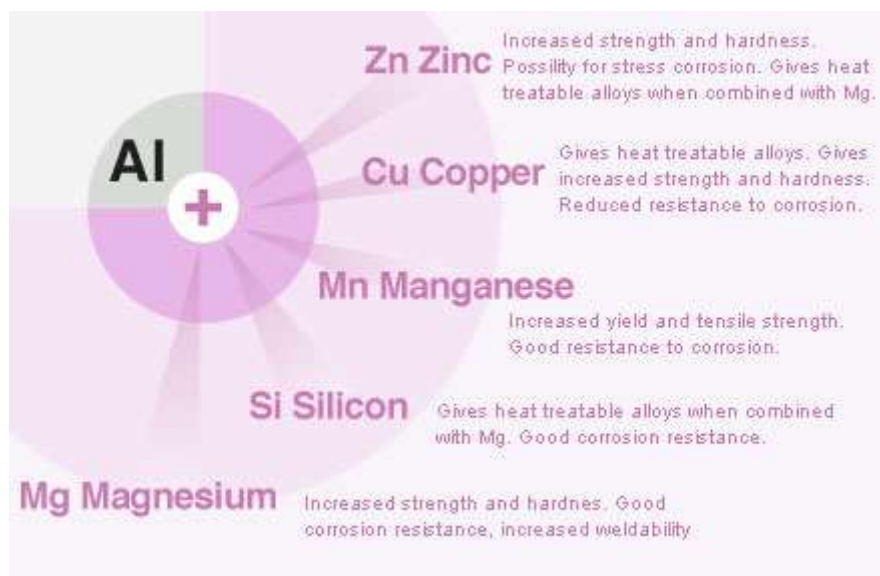 Al
+
Zn Zinc
Increased strength and hardness.
Possility for stress corrosion. Gives heat
treatable alloys when combined with Mg.
Cu Copper
Gives heat treatable alloys. Gives
increased strength and hardness.
Reduced resistance to corrosion.
Mn Manganese
Increased yield and tensile strength.
Good resistance to corrosion.
Si Silicon
Gives heat treatable alloys when combined
with Mg. Good corrosion resistance.
Mg Magnesium
Increased strength and hardnes. Good
corrosion resistance, increased weldability